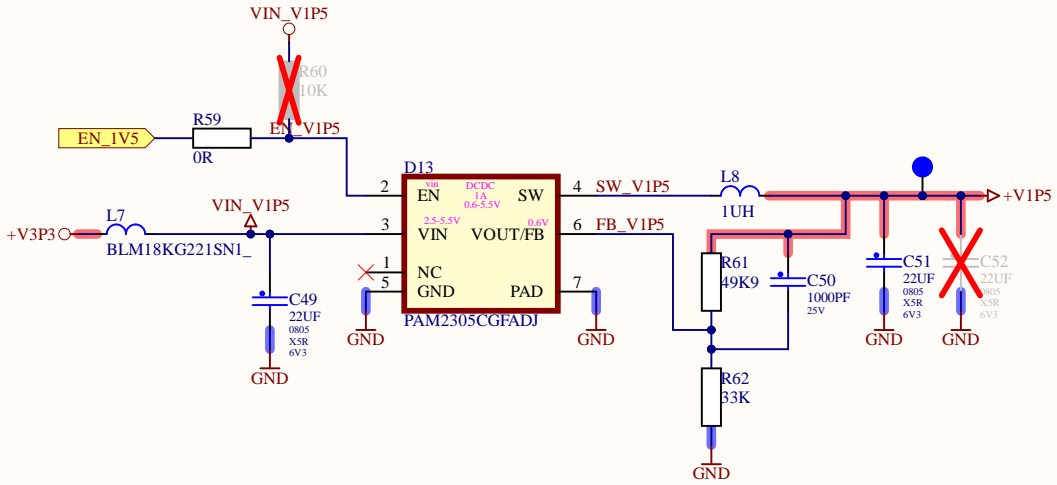 VIN_V1P5
R60
10K
EN_V1P5
EN_1V5
R59
0R
D13
2
EN
vin
DCDC
1A
0.6-5.5V
SW
4
SW_V1P5
L8
1UH
+V1P5
+V3P3
L7
BLM18KG221SN1_
VIN_V1P5
3
VIN
2.5-5.5V
0.6V
VOUT/FB
6
FB_V1P5
1
NC
5
GND
PAD
7
PAM2305CGFADJ
GND
GND
C49
22UF
0805
X5R
6V3
GND
R61
49K9
C50
1000PF
25V
C51
22UF
0805
X5R
6V3
GND
C52
22UF
0805
X5R
6V3
GND
R62
33K
GND